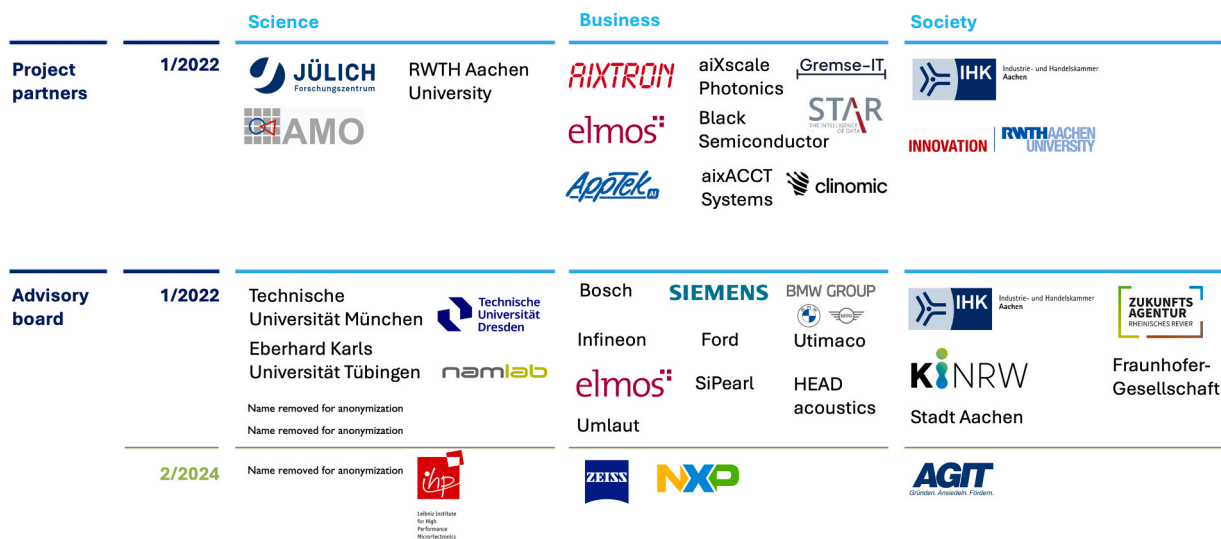 Science
Business
Society
Project
partners
1/2022
JÜLICH
Forschungszentrum
AMO
RWTH Aachen
University
AIXTRON
elmos
AppTek AI
aiXscale
Photonics
Black
Semiconductor
aixACCT
Systems
Gremse-IT
STAR
THE INTELLIGENCE
OF DATA
clinomic
IHK
Industrie- und Handelskammer
Aachen
INNOVATION
RWTH AACHEN
UNIVERSITY
Advisory
board
1/2022
Technische
Universität München
Eberhard Karls
Universität Tübingen
Name removed for anonymization
Name removed for anonymization
Technische
Universität
Dresden
namlab
Bosch
SIEMENS
BMW GROUP
BMW
MINI
Infineon
Ford
Utimaco
elmos
SiPearl
HEAD
acoustics
Umlaut
IHK
Industrie- und Handelskammer
Aachen
ZUKUNFTS
AGENTUR
RHEINISCHES REVIER
KINRW
Fraunhofer-
Gesellschaft
Stadt Aachen
2/2024
Name removed for anonymization
ihp
Leibniz Institute
for High
Performance
Microelectronics
ZEISS
NXP
AGIT
Gründen. Ansiedeln. Fördern.